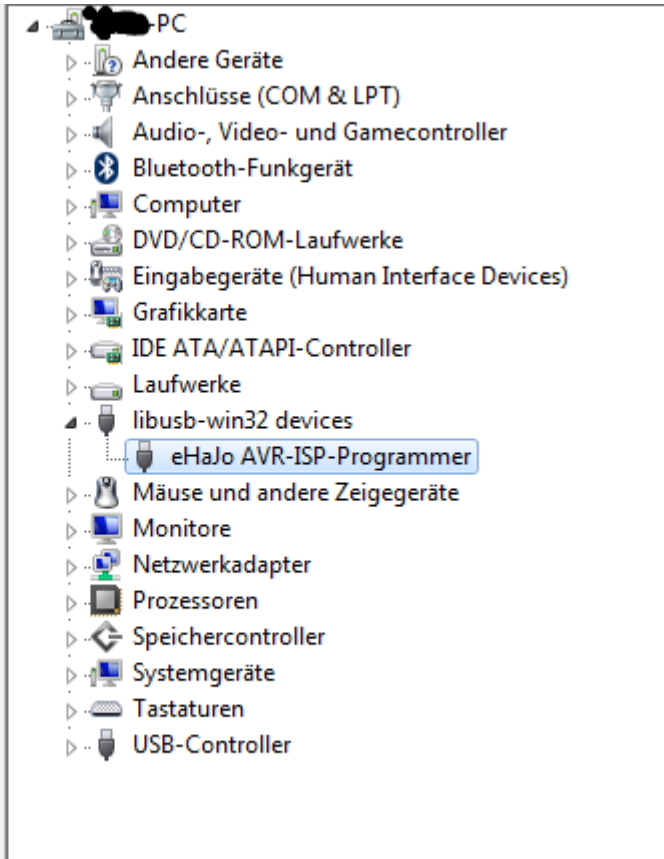 -PC
Andere Geräte
Anschlüsse (COM & LPT)
Audio-, Video- und Gamecontroller
Bluetooth-Funkgerät
Computer
DVD/CD-ROM-Laufwerke
Eingabegeräte (Human Interface Devices)
Grafikkarte
IDE ATA/ATAPI-Controller
Laufwerke
libusb-win32 devices
eHaJo AVR-ISP-Programmer
Mäuse und andere Zeigegeräte
Monitore
Netzwerkadapter
Prozessoren
Speichercontroller
Systemgeräte
Tastaturen
USB-Controller